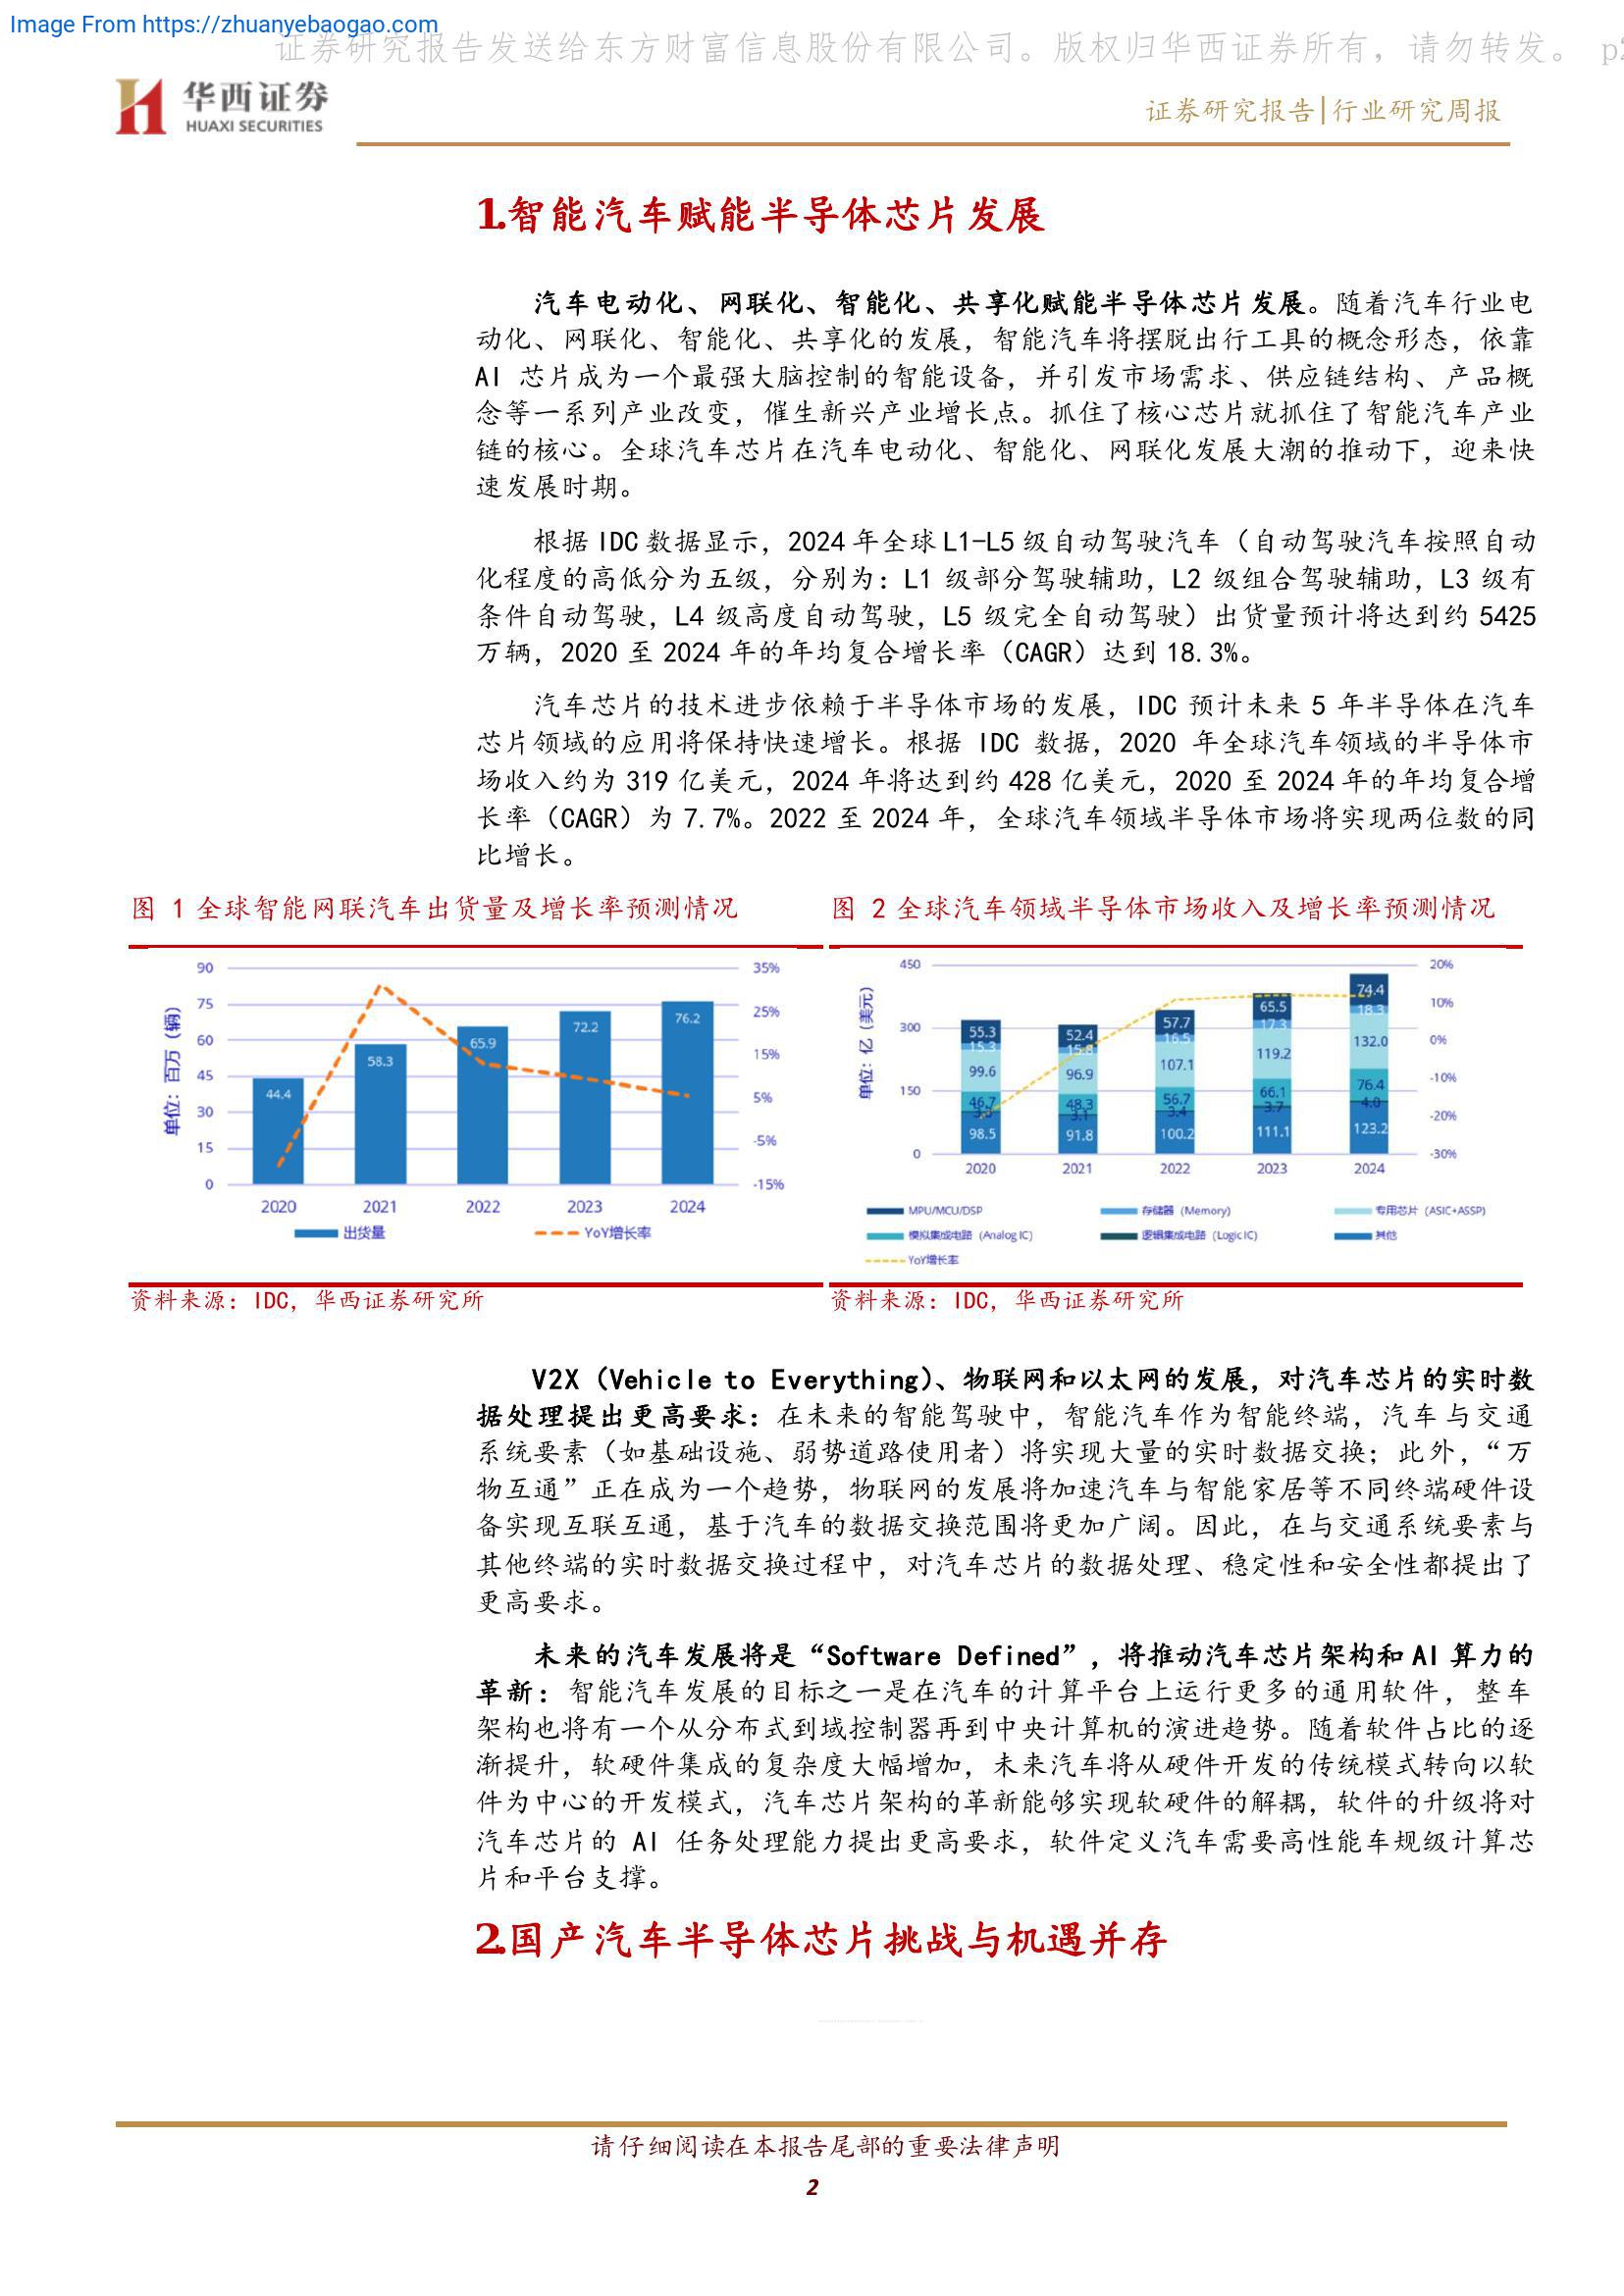 Image From https://zhuanyebaogao.com
证券研究报告发送给东方财富信息股份有限公司。版权归华西证券所有，请勿转发。 p2
华西证券
HUAXI SECURITIES
证券研究报告|行业研究周报
1.智能汽车赋能半导体芯片发展
汽车电动化、网联化、智能化、共享化赋能半导体芯片发展。随着汽车行业电
动化、网联化、智能化、共享化的发展，智能汽车将摆脱出行工具的概念形态，依靠
AI 芯片成为一个最强大脑控制的智能设备，并引发市场需求、供应链结构、产品概
念等一系列产业改变，催生新兴产业增长点。抓住了核心芯片就抓住了智能汽车产业
链的核心。全球汽车芯片在汽车电动化、智能化、网联化发展大潮的推动下，迎来快
速发展时期。
根据 IDC 数据显示，2024 年全球 L1-L5 级自动驾驶汽车（自动驾驶汽车按照自动
化程度的高低分为五级，分别为：L1 级部分驾驶辅助，L2 级组合驾驶辅助，L3 级有
条件自动驾驶，L4 级高度自动驾驶，L5 级完全自动驾驶）出货量预计将达到约 5425
万辆，2020 至 2024 年的年均复合增长率（CAGR）达到 18.3%。
汽车芯片的技术进步依赖于半导体市场的发展，IDC 预计未来 5 年半导体在汽车
芯片领域的应用将保持快速增长。根据 IDC 数据，2020 年全球汽车领域的半导体市
场收入约为 319 亿美元，2024 年将达到约 428 亿美元，2020 至 2024 年的年均复合增
长率（CAGR）为 7.7%。2022 至 2024 年，全球汽车领域半导体市场将实现两位数的同
比增长。
图 1 全球智能网联汽车出货量及增长率预测情况
单位：百万（辆）
90
75
60
45
30
15
0
35%
25%
15%
5%
-5%
-15%
44.4
58.3
65.9
72.2
76.2
2020 2021 2022 2023 2024
出货量 YoY增长率
资料来源：IDC，华西证券研究所
图 2 全球汽车领域半导体市场收入及增长率预测情况
单位：亿（美元）
450
300
150
0
20%
10%
0%
-10%
-20%
-30%
55.3 52.4 57.7 65.5 74.4
15.3 15.8 16.5 17.3 18.3
99.6 96.9 107.1 119.2 132.0
46.7 48.3 56.7 66.1 76.4
3.1 3.4 3.7 4.0
98.5 91.8 100.2 111.1 123.2
2020 2021 2022 2023 2024
MPU/MCU/DSP 存储器（Memory) 专用芯片（ASIC+ASSP)
模拟集成电路（Analog IC） 逻辑集成电路（Logic IC） 其他
YoY增长率
资料来源：IDC，华西证券研究所
V2X（Vehicle to Everything）、物联网和以太网的发展，对汽车芯片的实时数
据处理提出更高要求：在未来的智能驾驶中，智能汽车作为智能终端，汽车与交通
系统要素（如基础设施、弱势道路使用者）将实现大量的实时数据交换；此外，“万
物互通”正在成为一个趋势，物联网的发展将加速汽车与智能家居等不同终端硬件设
备实现互联互通，基于汽车的数据交换范围将更加广阔。因此，在与交通系统要素与
其他终端的实时数据交换过程中，对汽车芯片的数据处理、稳定性和安全性都提出了
更高要求。
未来的汽车发展将是“Software Defined”，将推动汽车芯片架构和 AI 算力的
革新：智能汽车发展的目标之一是在汽车的计算平台上运行更多的通用软件，整车
架构也将有一个从分布式到域控制器再到中央计算机的演进趋势。随着软件占比的逐
渐提升，软硬件集成的复杂度大幅增加，未来汽车将从硬件开发的传统模式转向以软
件为中心的开发模式，汽车芯片架构的革新能够实现软硬件的解耦，软件的升级将对
汽车芯片的 AI 任务处理能力提出更高要求，软件定义汽车需要高性能车规级计算芯
片和平台支撑。
2.国产汽车半导体芯片挑战与机遇并存
请仔细阅读在本报告尾部的重要法律声明
2